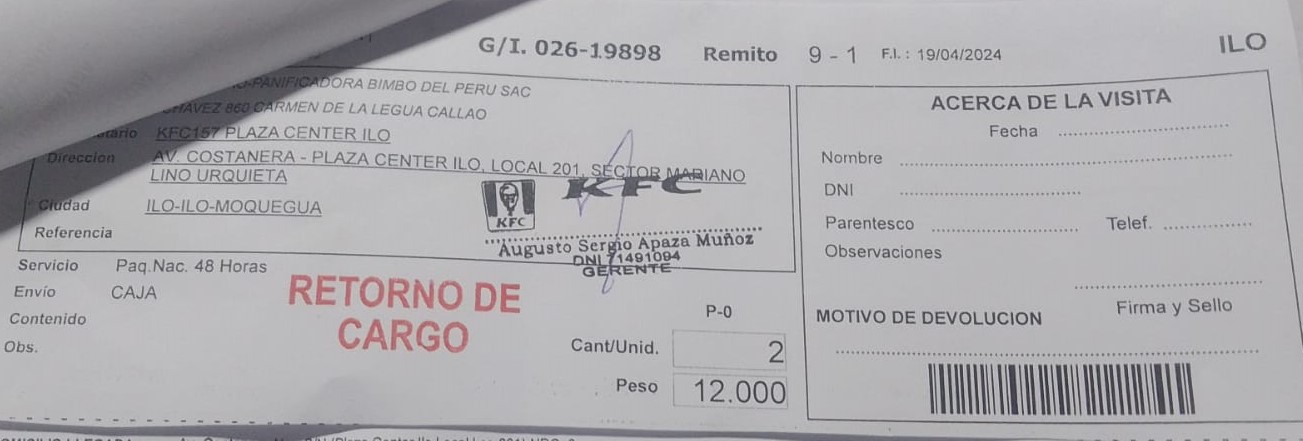 G/I. 026-19898 Remito 9 - 1 F.I. : 19/04/2024 ILO
PANIFICADORA BIMBO DEL PERU SAC
CHAVEZ 860 CARMEN DE LA LEGUA CALLAO
KFC157 PLAZA CENTER ILO
Direccion AV. COSTANERA - PLAZA CENTER ILO, LOCAL 201, SECTOR MARIANO
LINO URQUIETA
Ciudad ILO-ILO-MOQUEGUA
Referencia
KFC
KFC
Augusto Sergio Apaza Muñoz
DNI 71491094
GERENTE
Servicio Paq.Nac. 48 Horas
Envío CAJA
Contenido
Obs.
RETORNO DE
CARGO
P-0
Cant/Unid. 2
Peso 12.000
ACERCA DE LA VISITA
Fecha
Nombre
DNI
Parentesco Telef.
Observaciones
Firma y Sello
MOTIVO DE DEVOLUCION